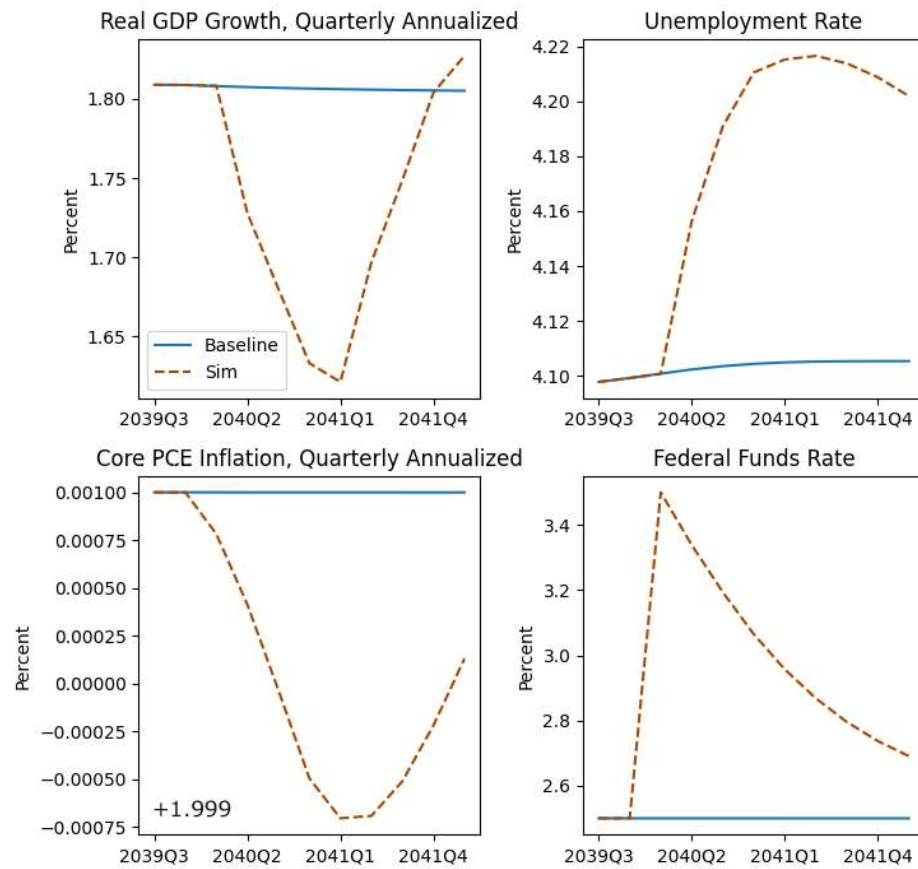 Real GDP Growth, Quarterly Annualized
Percent
1.80
1.75
1.70
1.65
Baseline
Sim
2039Q3 2040Q2 2041Q1 2041Q4
Unemployment Rate
Percent
4.22
4.20
4.18
4.16
4.14
4.12
4.10
2039Q3 2040Q2 2041Q1 2041Q4
Core PCE Inflation, Quarterly Annualized
Percent
0.00100
0.00075
0.00050
0.00025
0.00000
−0.00025
−0.00050
−0.00075
+1.999
2039Q3 2040Q2 2041Q1 2041Q4
Federal Funds Rate
Percent
3.4
3.2
3.0
2.8
2.6
2039Q3 2040Q2 2041Q1 2041Q4